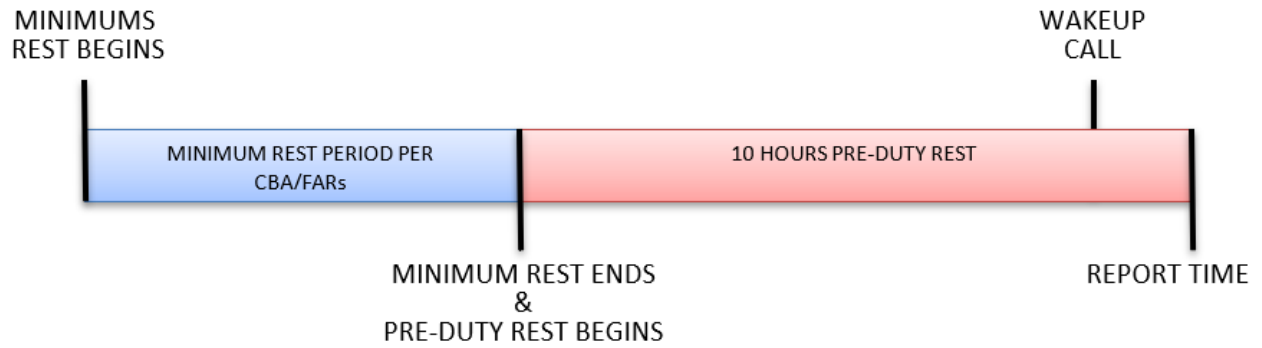 MINIMUMS
REST BEGINS
WAKEUP
CALL
MINIMUM REST PERIOD PER
CBA/FARs
10 HOURS PRE-DUTY REST
MINIMUM REST ENDS
&
PRE-DUTY REST BEGINS
REPORT TIME